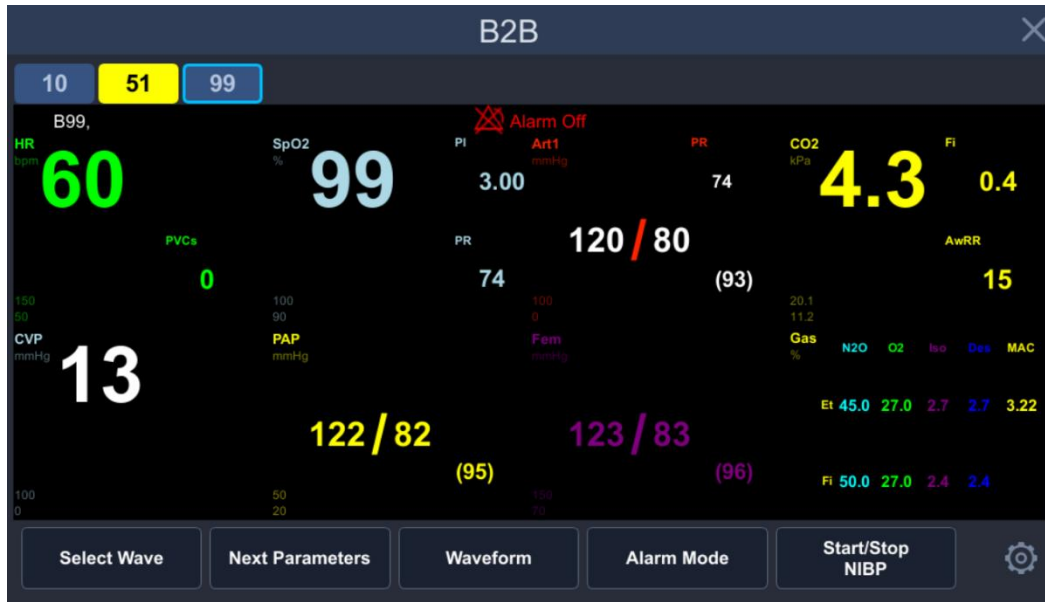 B2B
10 51 99
B99,
Alarm Off
HR
bpm
60
PVCs
0
150
50
SpO2
%
99
PI
3.00
PR
74
100
90
Art1
mmHg
PR
74
120/80
(93)
100
0
CO2
kPa
4.3
Fi
0.4
AwRR
15
20.1
11.2
CVP
mmHg
13
100
0
PAP
mmHg
122/82
(95)
50
20
Fem
mmHg
123/83
(96)
150
70
Gas
%
N2O O2 Iso Des MAC
Et 45.0 27.0 2.7 2.7 3.22
Fi 50.0 27.0 2.4 2.4
Select Wave
Next Parameters
Waveform
Alarm Mode
Start/Stop
NIBP